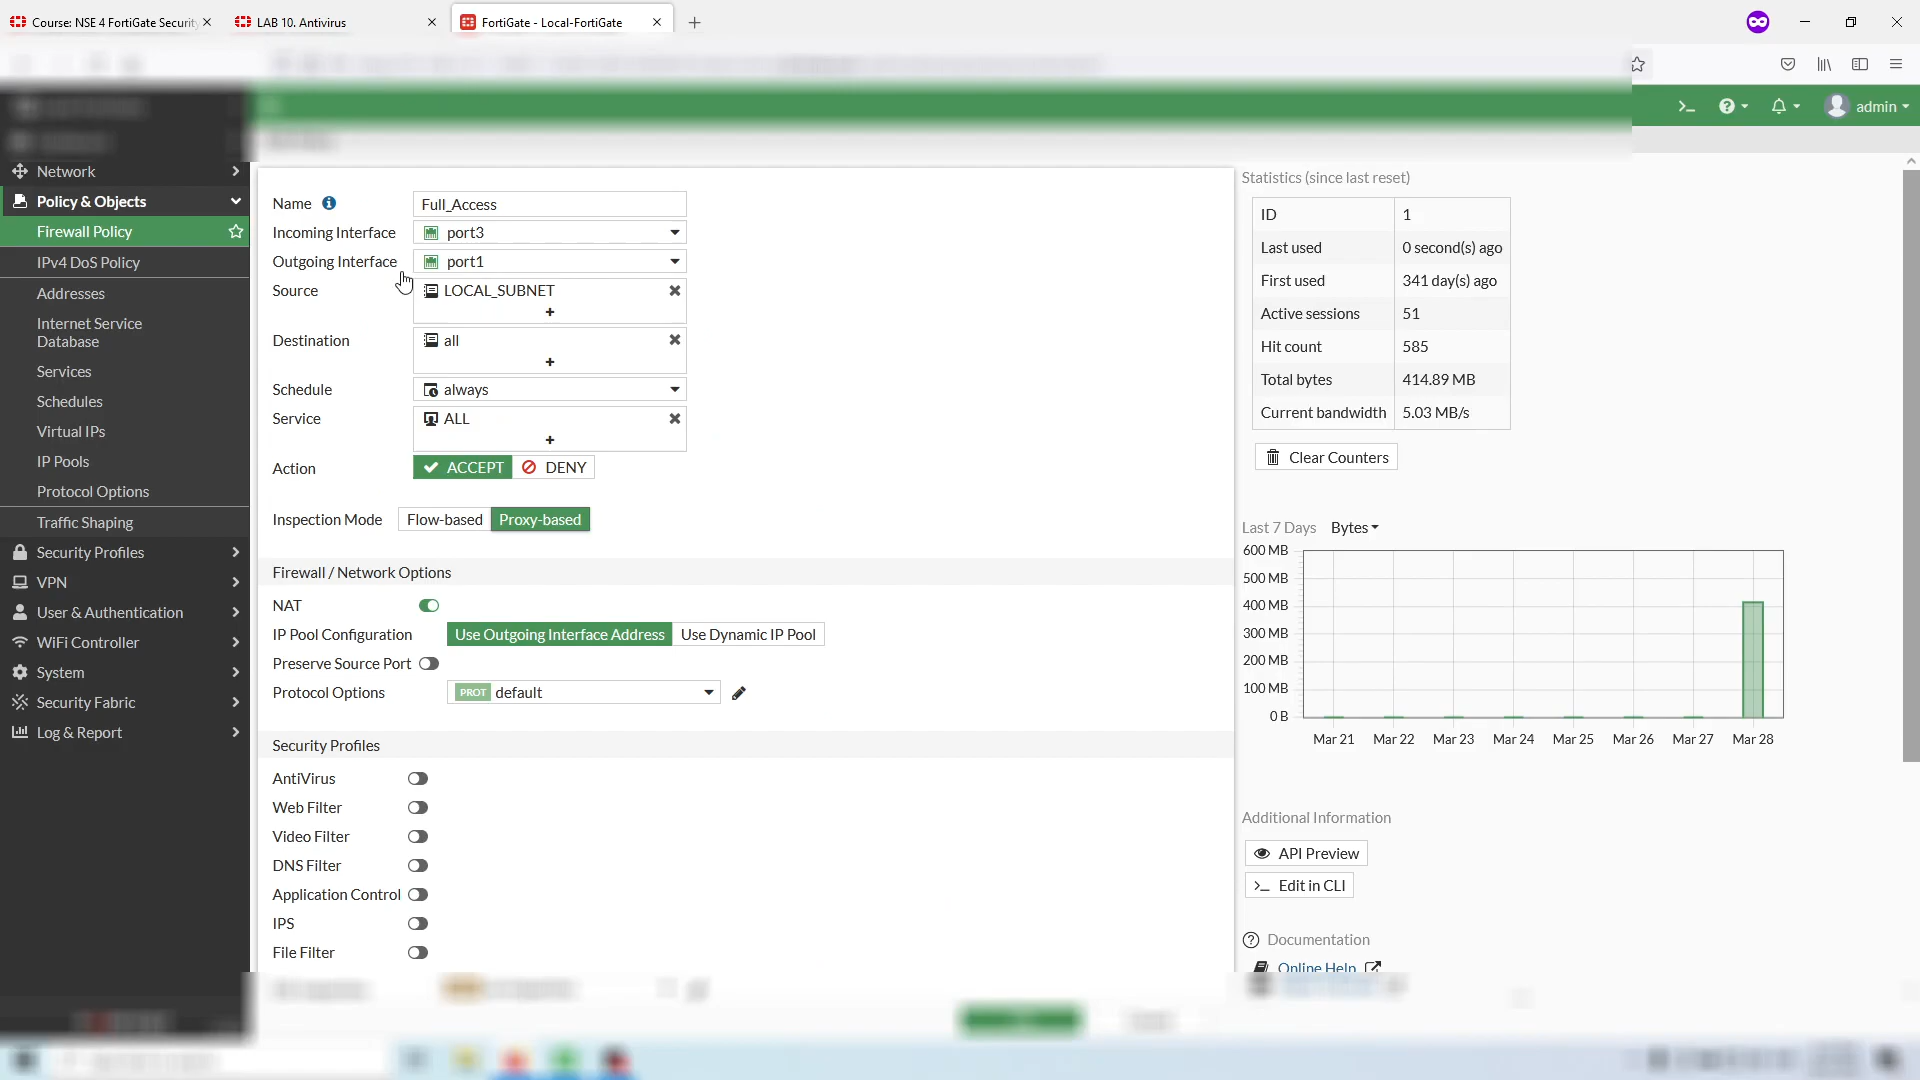 Course: NSE 4 FortiGate Security
LAB 10. Antivirus
FortiGate - Local-FortiGate
admin
Network
Policy & Objects
Firewall Policy
IPv4 DoS Policy
Addresses
Internet Service
Database
Services
Schedules
Virtual IPs
IP Pools
Protocol Options
Traffic Shaping
Security Profiles
VPN
User & Authentication
WiFi Controller
System
Security Fabric
Log & Report
Name Full_Access
Incoming Interface port3
Outgoing Interface port1
Source LOCAL_SUBNET
+
Destination all
+
Schedule always
Service ALL
+
Action ACCEPT DENY
Inspection Mode Flow-based Proxy-based
Firewall / Network Options
NAT
IP Pool Configuration Use Outgoing Interface Address Use Dynamic IP Pool
Preserve Source Port
Protocol Options PROT default
Security Profiles
AntiVirus
Web Filter
Video Filter
DNS Filter
Application Control
IPS
File Filter
Statistics (since last reset)
ID 1
Last used 0 second(s) ago
First used 341 day(s) ago
Active sessions 51
Hit count 585
Total bytes 414.89 MB
Current bandwidth 5.03 MB/s
Clear Counters
Last 7 Days Bytes
600 MB
500 MB
400 MB
300 MB
200 MB
100 MB
0 B
Mar 21 Mar 22 Mar 23 Mar 24 Mar 25 Mar 26 Mar 27 Mar 28
Additional Information
API Preview
>_ Edit in CLI
Documentation
Online Help